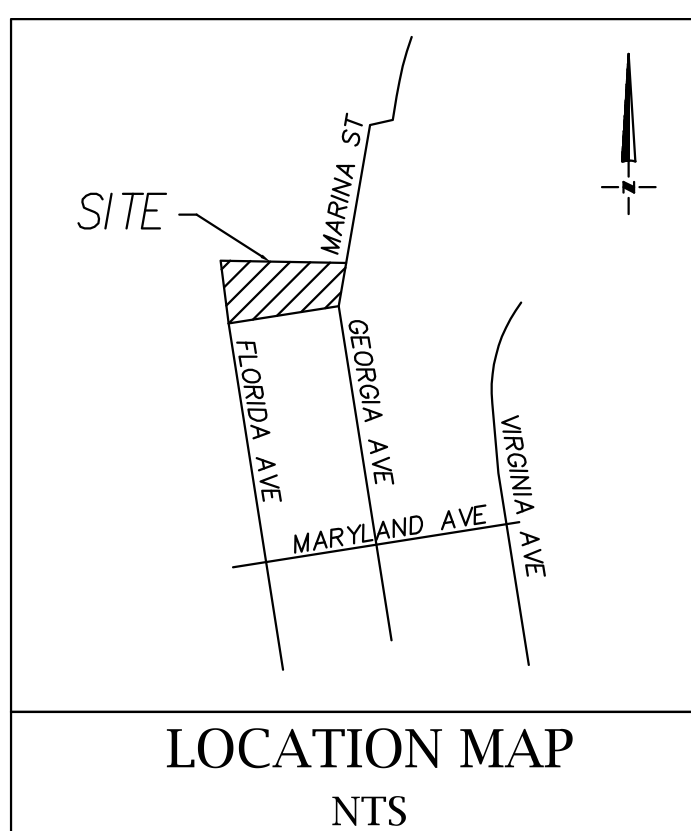 MARINA ST
SITE
N
FLORIDA AVE
GEORGIA AVE
VIRGINIA AVE
MARYLAND AVE
LOCATION MAP
NTS